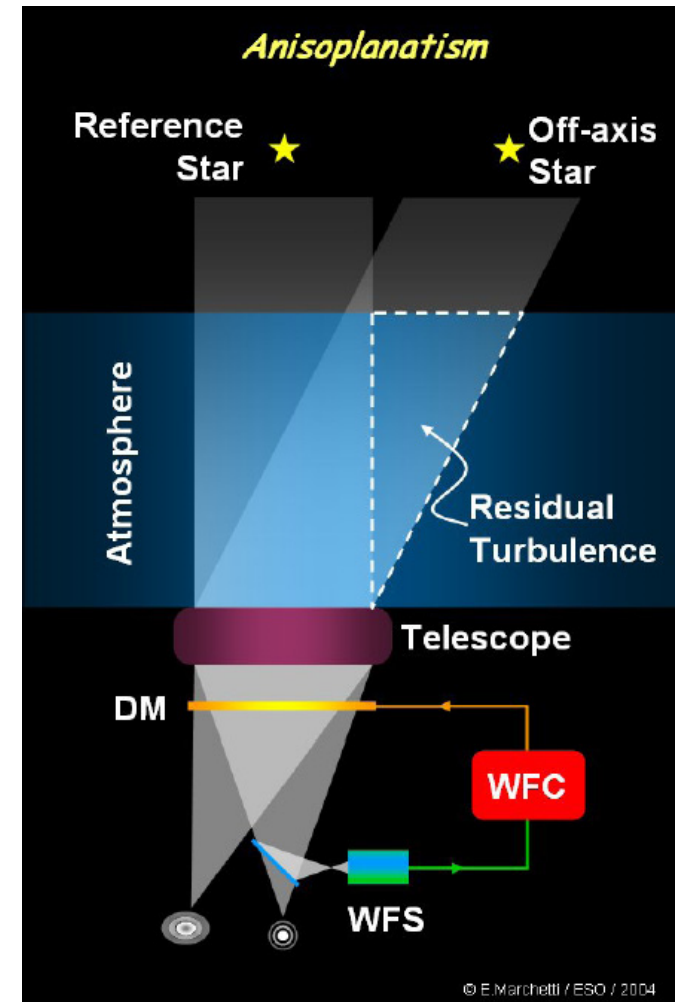 Anisoplanatism
Reference
Star
Off-axis
Star
Atmosphere
Residual
Turbulence
Telescope
DM
WFC
WFS
© E.Marchetti / ESO / 2004